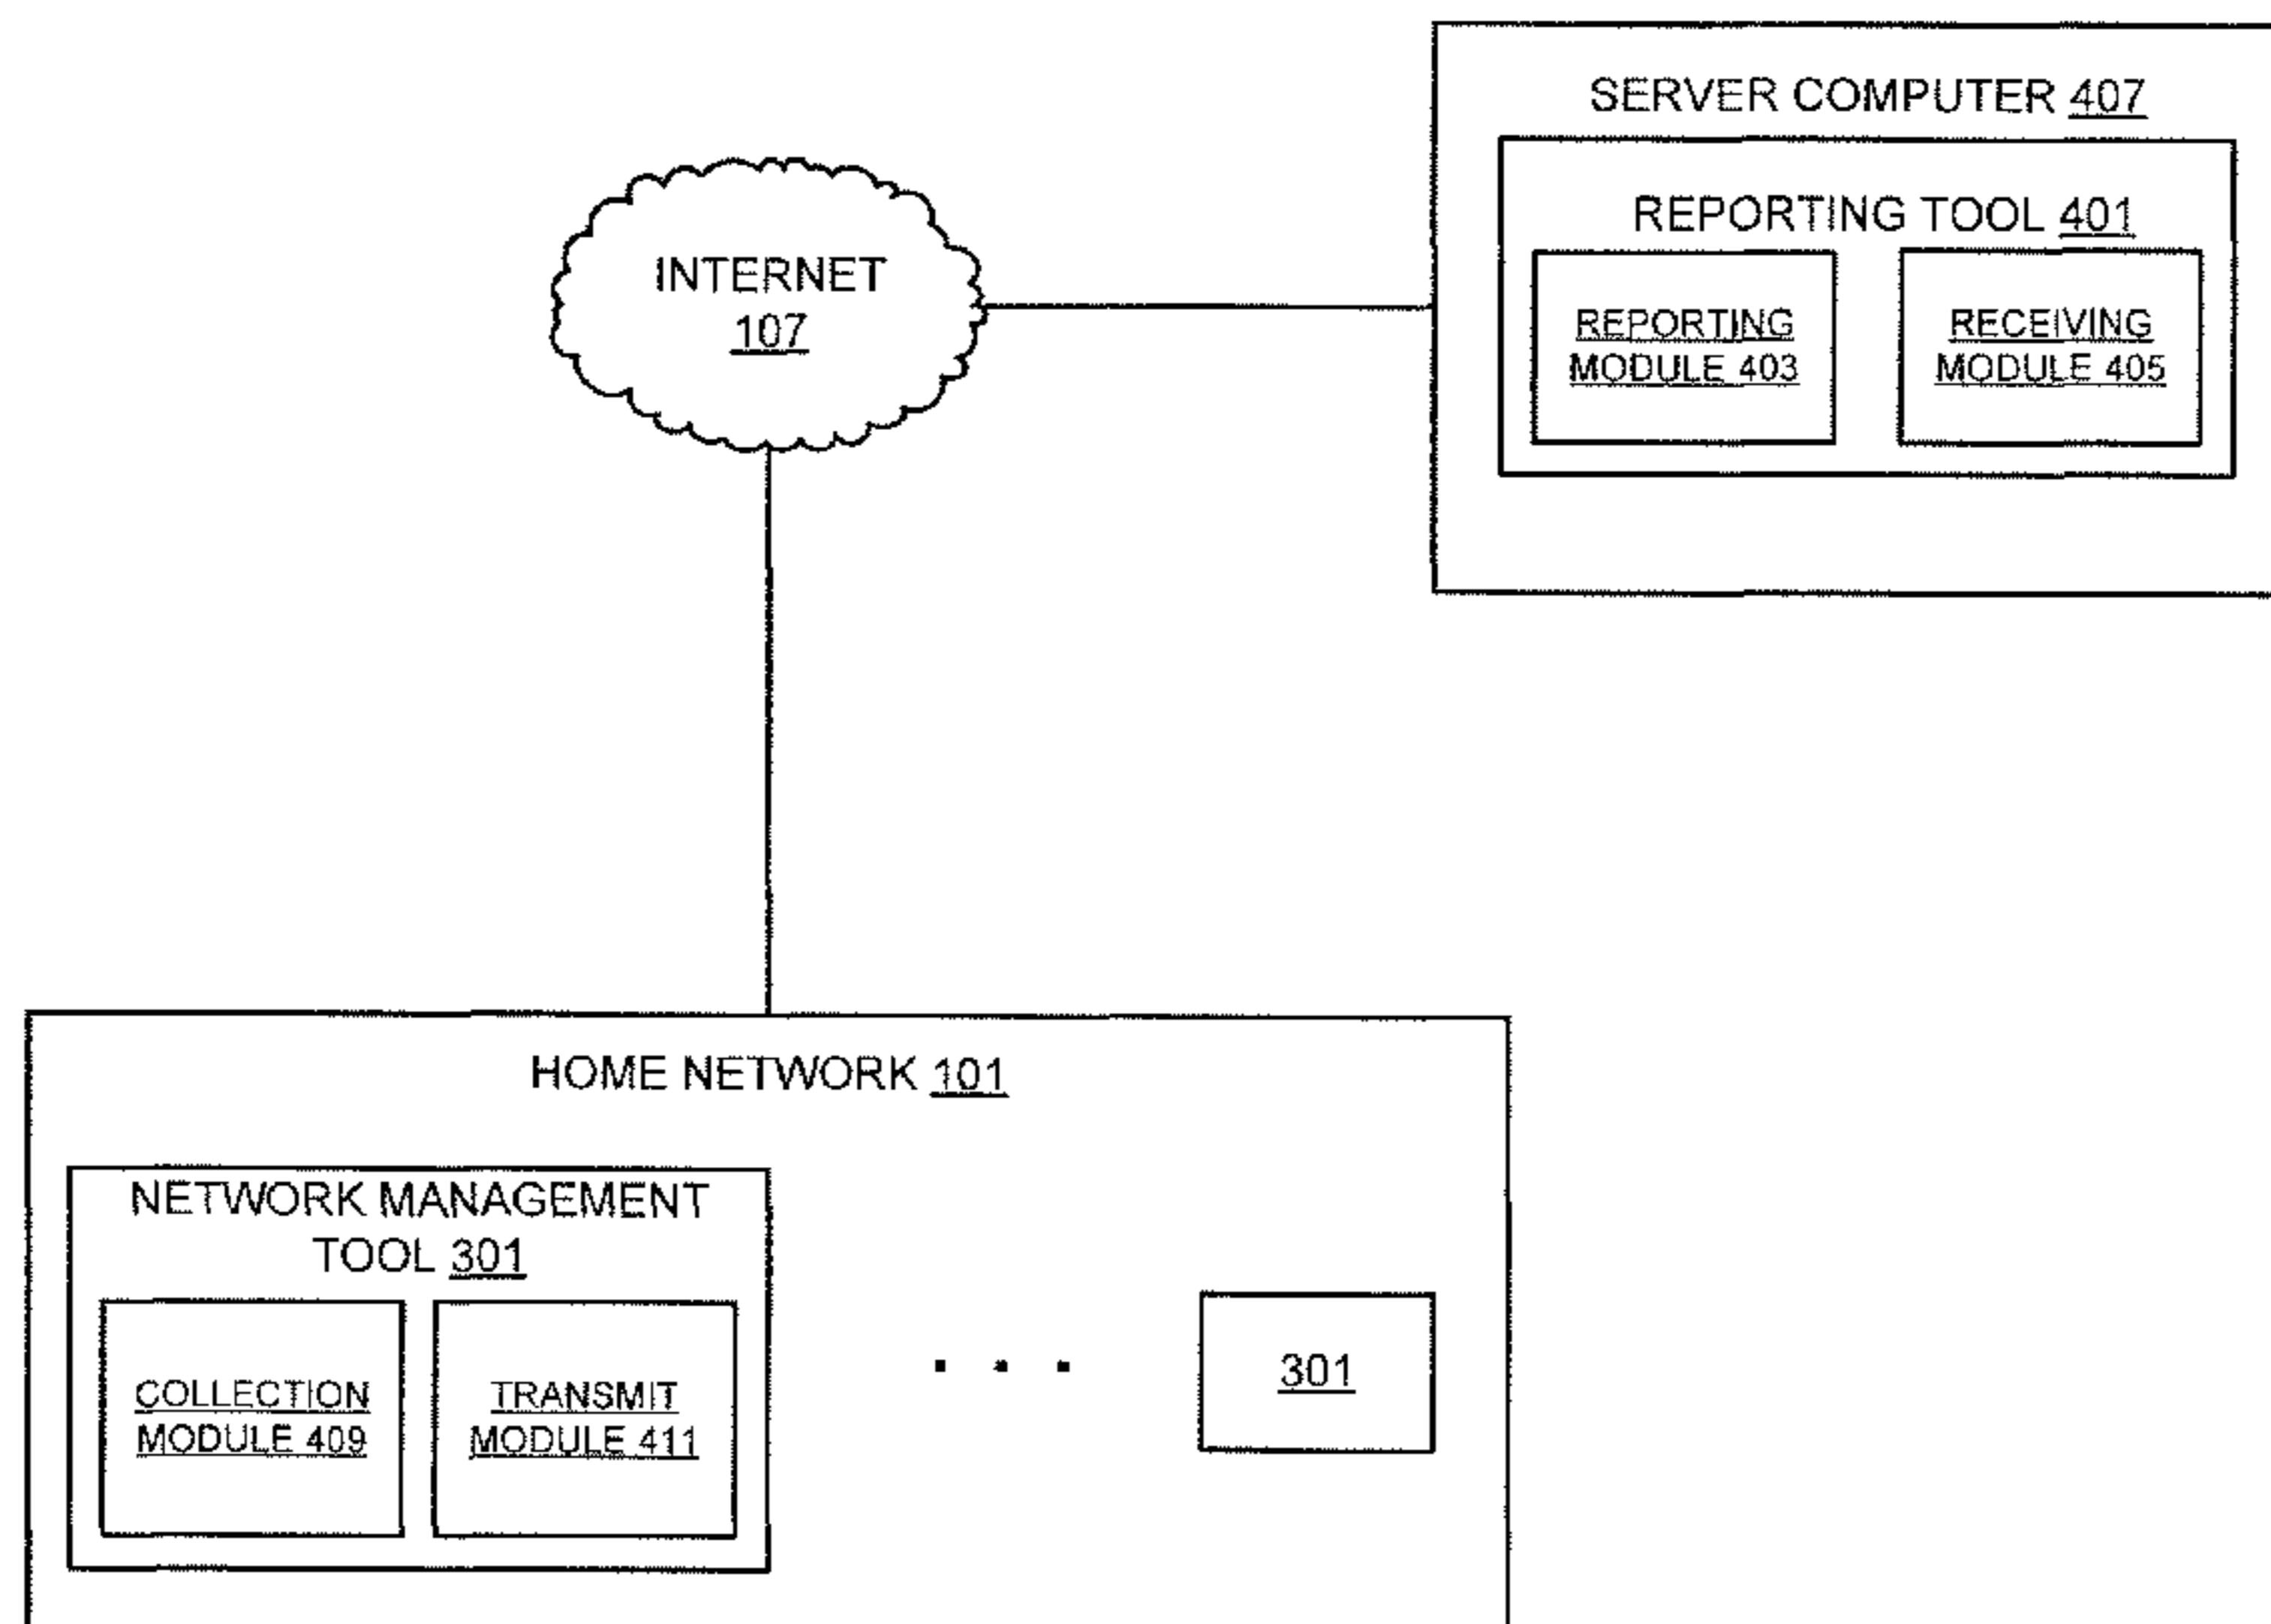 SERVER COMPUTER 407
REPORTING TOOL 401
REPORTING
MODULE 403
RECEIVING
MODULE 405
INTERNET
107
HOME NETWORK 101
NETWORK MANAGEMENT
TOOL 301
COLLECTION
MODULE 409
TRANSMIT
MODULE 411
. . .
301